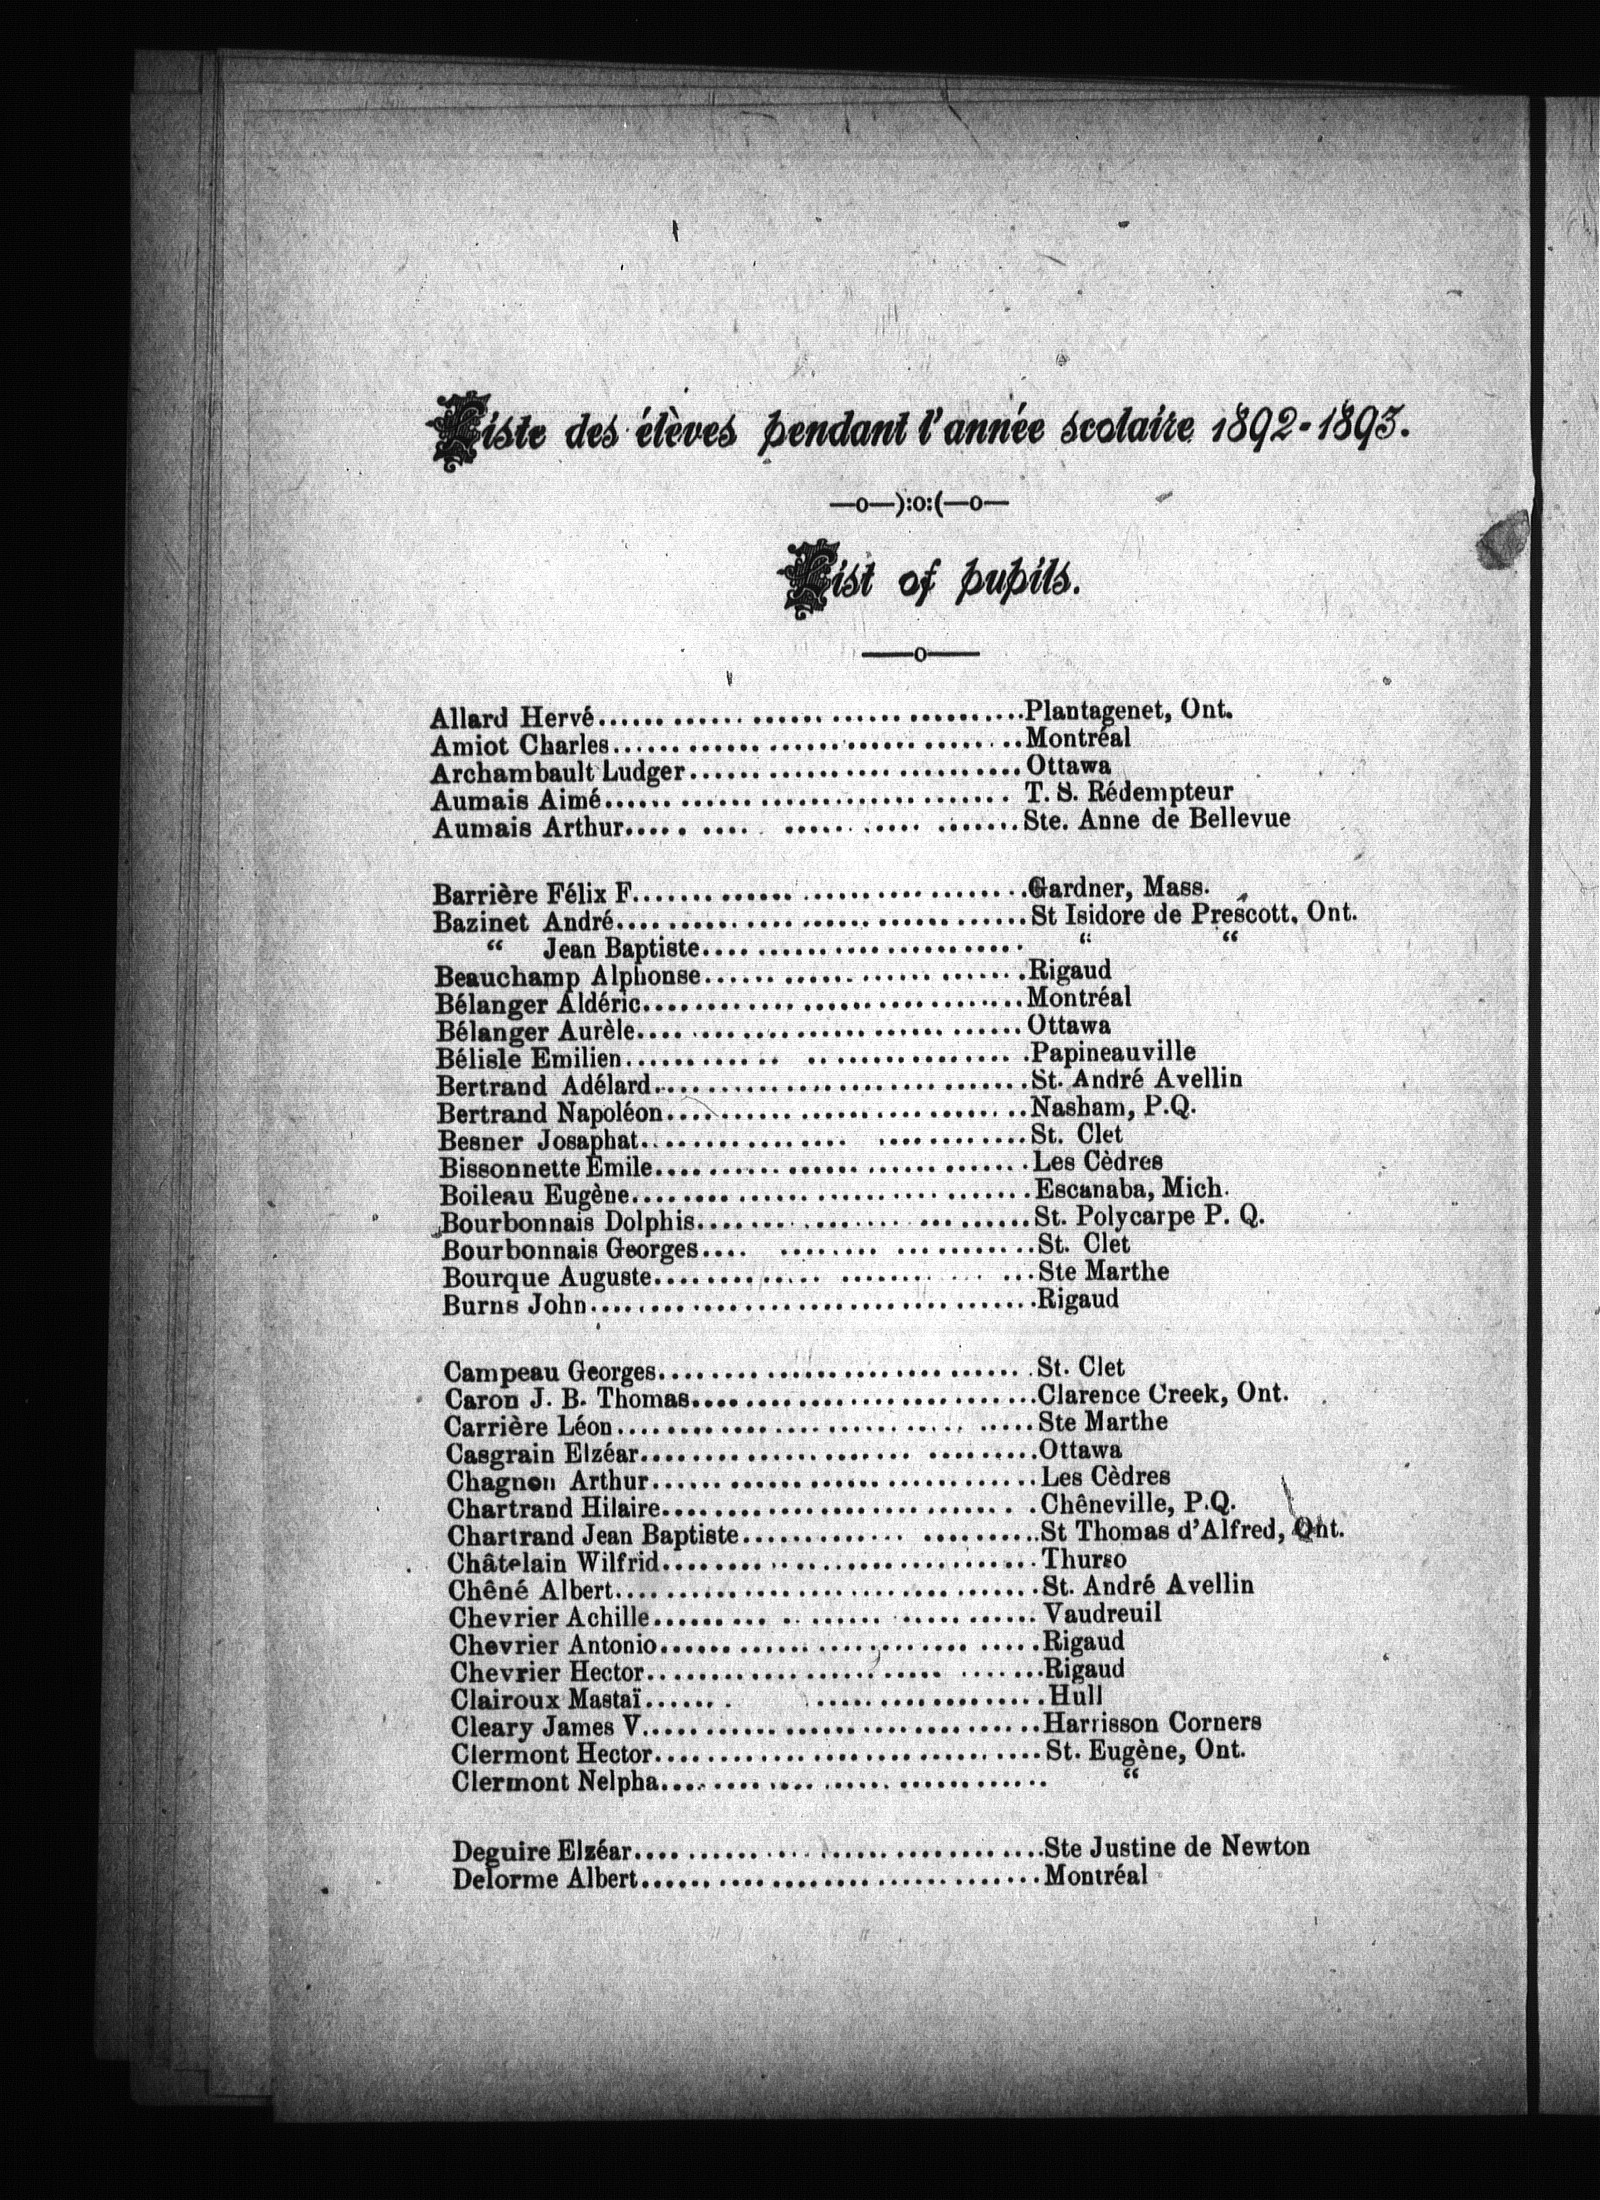 Liste des élèves pendant l'année scolaire 1892-1893.
—o—):o:(—o—
List of pupils.
——o——
Allard Hervé........Plantagenet, Ont.
Amiot Charles........Montréal
Archambault Ludger........Ottawa
Aumais Aimé........T. S. Rédempteur
Aumais Arthur........Ste. Anne de Bellevue
Barrière Félix F........Gardner, Mass.
Bazinet André........St Isidore de Prescott, Ont.
“ Jean Baptiste........ “ “
Beauchamp Alphonse........Rigaud
Bélanger Aldéric........Montréal
Bélanger Aurèle........Ottawa
Bélisle Emilien........Papineauville
Bertrand Adélard........St. André Avellin
Bertrand Napoléon........Nasham, P.Q.
Besner Josaphat........St. Clet
Bissonnette Emile........Les Cèdres
Boileau Eugène........Escanaba, Mich.
Bourbonnais Dolphis........St. Polycarpe P. Q.
Bourbonnais Georges........St. Clet
Bourque Auguste........Ste Marthe
Burns John........Rigaud
Campeau Georges........St. Clet
Caron J. B. Thomas........Clarence Creek, Ont.
Carrière Léon........Ste Marthe
Casgrain Elzéar........Ottawa
Chagnon Arthur........Les Cèdres
Chartrand Hilaire........Chêneville, P.Q.
Chartrand Jean Baptiste........St Thomas d'Alfred, Ont.
Châtelain Wilfrid........Thurso
Chêné Albert........St. André Avellin
Chevrier Achille........Vaudreuil
Chevrier Antonio........Rigaud
Chevrier Hector........Rigaud
Clairoux Mastaï........Hull
Cleary James V........Harrisson Corners
Clermont Hector........St. Eugène, Ont.
Clermont Nelpha........ “
Deguire Elzéar........Ste Justine de Newton
Delorme Albert........Montréal